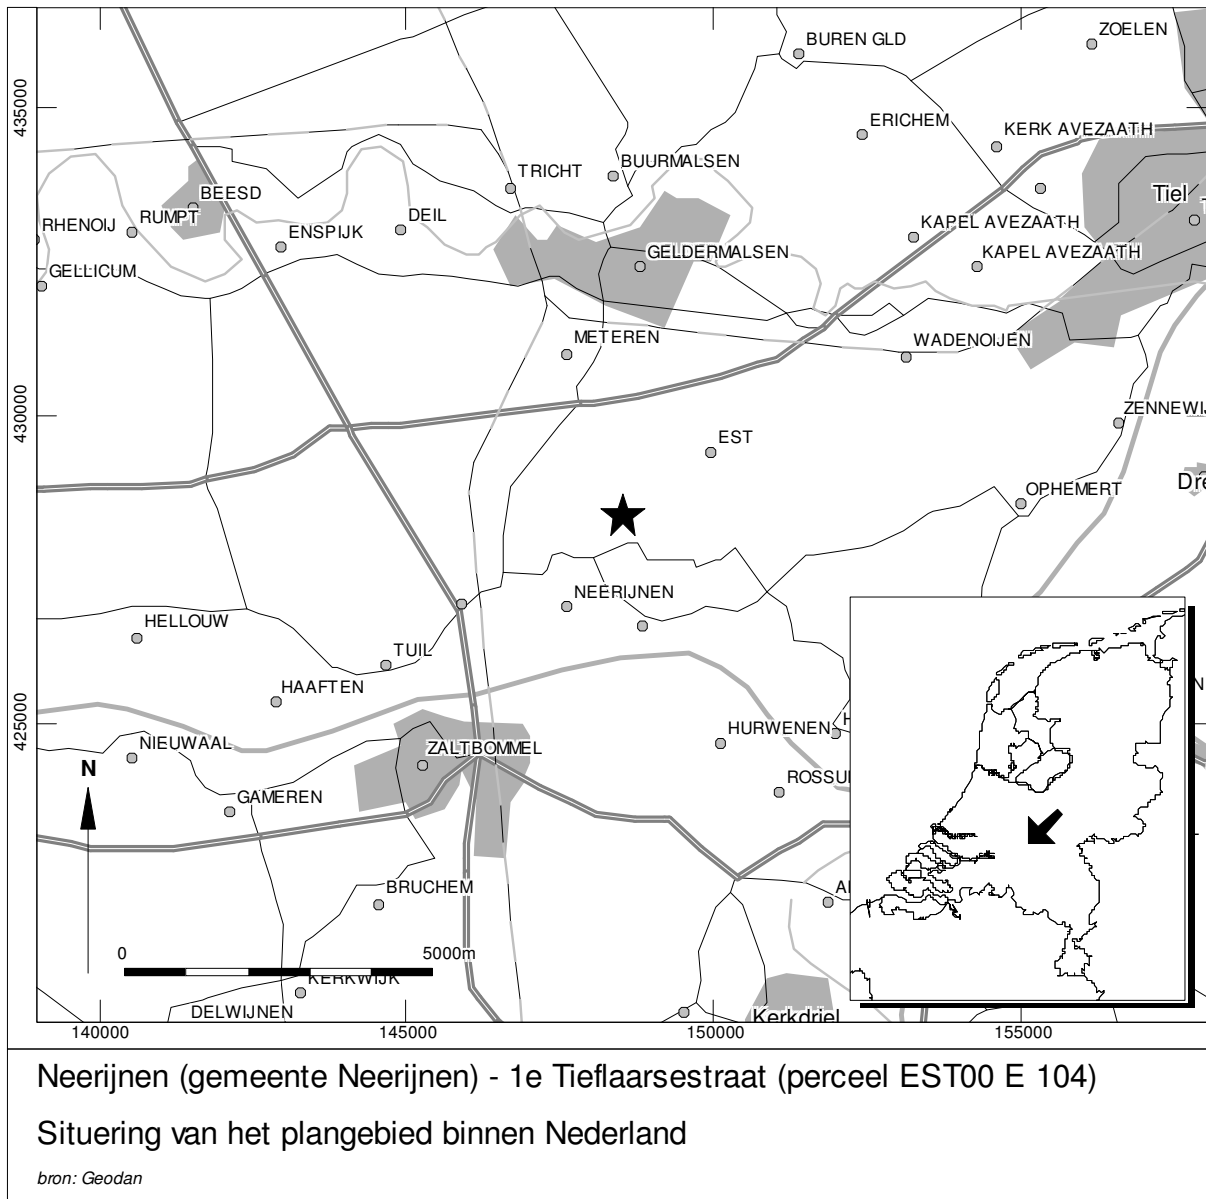 BUREN GLD
ZOELEN
435000
ERICHEM
KERK AVEZAATH
TRICHT
BUURMALSEN
BEESD
Tiel
RHENOIJ
RUMPT
DEIL
ENSPIJK
KAPEL AVEZAATH
GELDERMALSEN
KAPEL AVEZAATH
GELLICUM
METEREN
WADENOIJEN
430000
ZENNEWIJ
EST
Dre
OPHEMERT
NEERIJNEN
HELLOUW
TUIL
HAAFTEN
N
425000
HURWENEN
H
NIEUWAAL
ZALTBOMMEL
N
ROSSU
GAMEREN
BRUCHEM
A
0
5000m
KERKWIJK
DELWIJNEN
Kerkdriel
140000
145000
150000
155000
Neerijnen (gemeente Neerijnen) - 1e Tieflaarsestraat (perceel EST00 E 104)
Situering van het plangebied binnen Nederland
bron: Geodan